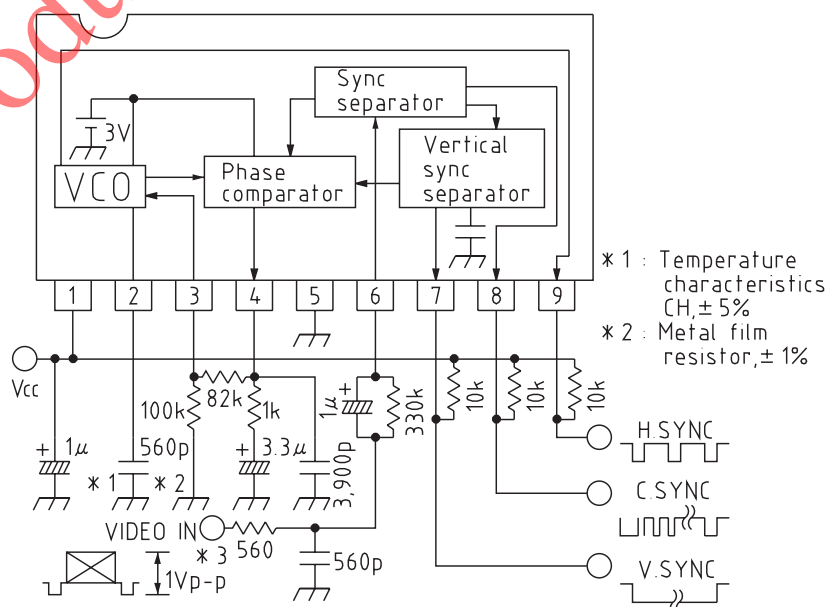 Sync
separator
3V
Vertical
sync
separator
VCO
Phase
comparator
1 2 3 4 5 6 7 8 9
* 1 : Temperature
characteristics
CH, ± 5%
* 2 : Metal film
resistor, ± 1%
Vcc
82k
100k
1k
1μ
330k
10k
10k
10k
H.SYNC
+ 1μ
560p
+ 3.3μ
3,900p
* 1
* 2
C.SYNC
VIDEO IN
* 3
560
560p
1Vp-p
V.SYNC